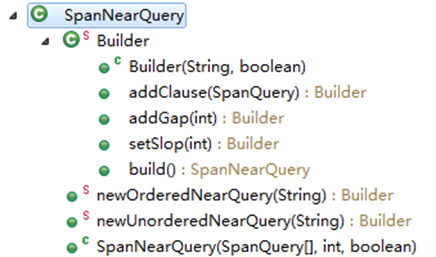 SpanNearQuery
Builder
Builder(String, boolean)
addClause(SpanQuery) : Builder
addGap(int) : Builder
setSlop(int) : Builder
build() : SpanNearQuery
newOrderedNearQuery(String) : Builder
newUnorderedNearQuery(String) : Builder
SpanNearQuery(SpanQuery[], int, boolean)